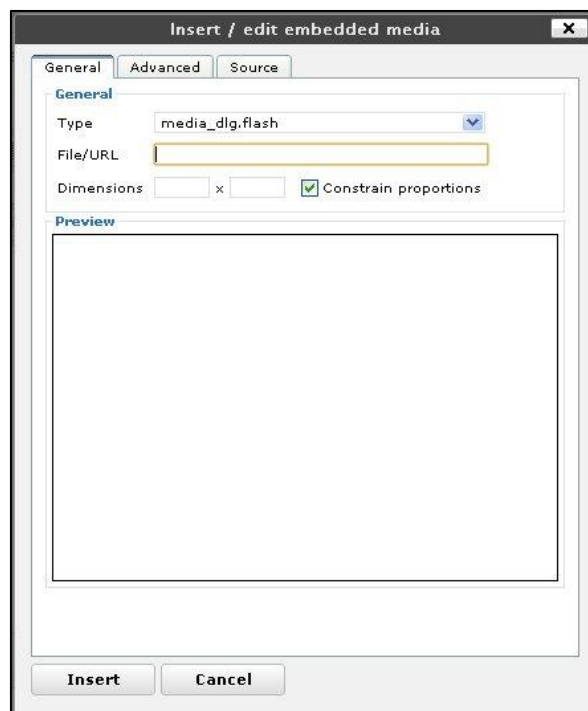 Insert / edit embedded media X
General Advanced Source
General
Type media_dlg.flash
File/URL
Dimensions x Constrain proportions
Preview
Insert Cancel